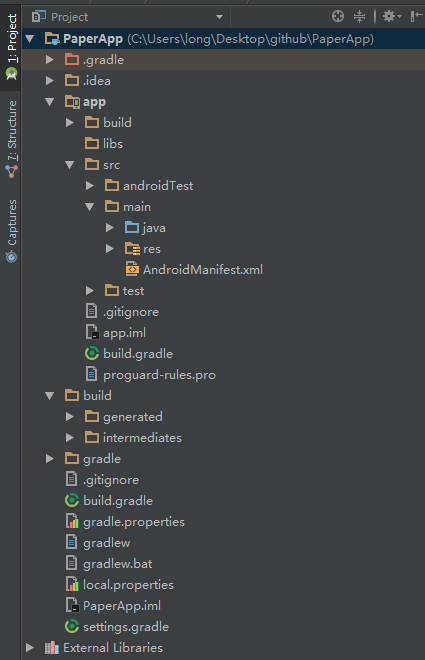 Project
PaperApp (C:\Users\long\Desktop\github\PaperApp)
.gradle
.idea
app
build
libs
src
androidTest
main
java
res
AndroidManifest.xml
test
.gitignore
app.iml
build.gradle
proguard-rules.pro
build
generated
intermediates
gradle
.gitignore
build.gradle
gradle.properties
gradlew
gradlew.bat
local.properties
PaperApp.iml
settings.gradle
External Libraries
1: Project
7: Structure
Captures